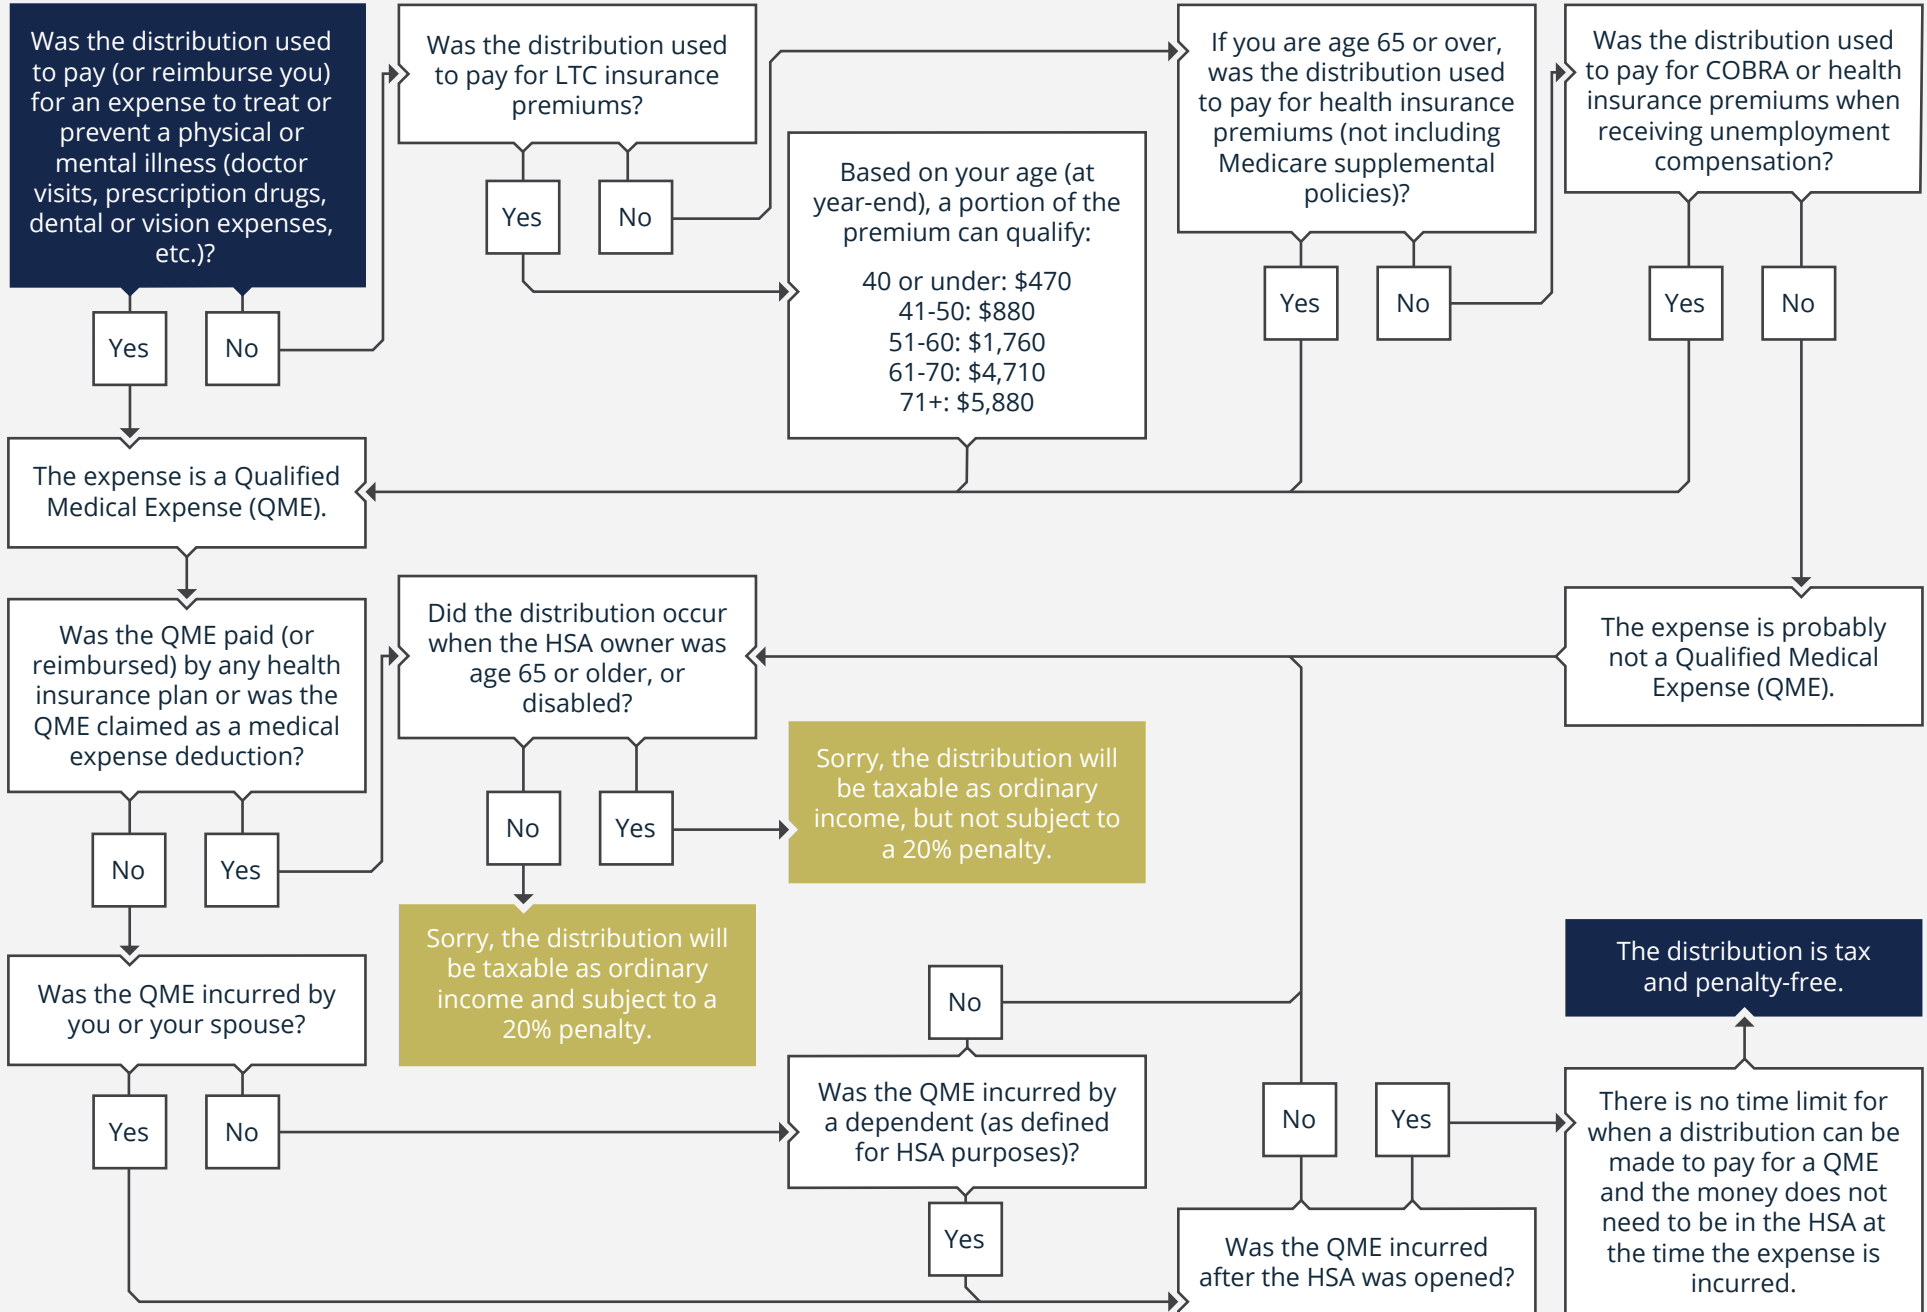 Was the distribution used
to pay (or reimburse you)
for an expense to treat or
prevent a physical or
mental illness (doctor
visits, prescription drugs,
dental or vision expenses,
etc.)?
Yes
No
Was the distribution used
to pay for LTC insurance
premiums?
Yes
No
Based on your age (at
year-end), a portion of the
premium can qualify:
40 or under: $470
41-50: $880
51-60: $1,760
61-70: $4,710
71+: $5,880
If you are age 65 or over,
was the distribution used
to pay for health insurance
premiums (not including
Medicare supplemental
policies)?
Yes
No
Was the distribution used
to pay for COBRA or health
insurance premiums when
receiving unemployment
compensation?
Yes
No
The expense is a Qualified
Medical Expense (QME).
Was the QME paid (or
reimbursed) by any health
insurance plan or was the
QME claimed as a medical
expense deduction?
No
Yes
Did the distribution occur
when the HSA owner was
age 65 or older, or
disabled?
No
Yes
Sorry, the distribution will
be taxable as ordinary
income, but not subject to
a 20% penalty.
Sorry, the distribution will
be taxable as ordinary
income and subject to a
20% penalty.
The expense is probably
not a Qualified Medical
Expense (QME).
Was the QME incurred by
you or your spouse?
Yes
No
No
Was the QME incurred by
a dependent (as defined
for HSA purposes)?
Yes
No
Yes
Was the QME incurred
after the HSA was opened?
The distribution is tax
and penalty-free.
There is no time limit for
when a distribution can be
made to pay for a QME
and the money does not
need to be in the HSA at
the time the expense is
incurred.